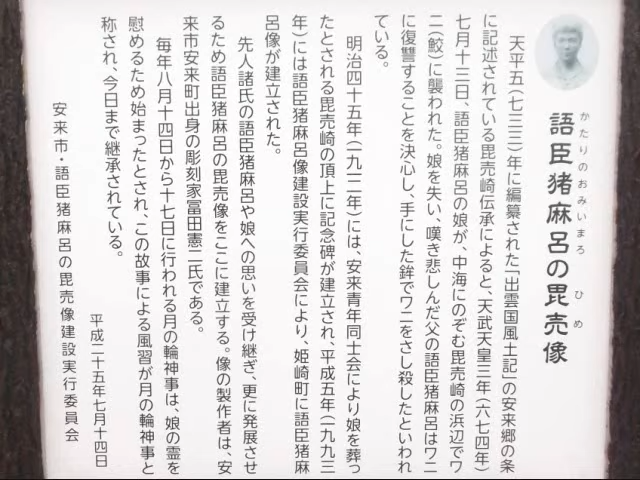 かたりのおみいまろ ひめ
語臣猪麻呂の毘売像
天平五(七三三)年に編纂された「出雲国風土記」の安来郷の条
に記述されている毘売崎伝承によると、天武天皇三年(六七四年)
七月十三日、語臣猪麻呂の娘が、中海にのぞむ毘売崎の浜辺でワ
ニ(鮫)に襲われた。娘を失い、嘆き悲しんだ父の語臣猪麻呂はワニ
に復讐することを決心し、手にした鉾でワニをさし殺したといわれ
ている。
明治四十五年(一九一二年)には、安来青年同士会により娘を葬っ
たとされる毘売崎の頂上に記念碑が建立され、平成五年(一九九三
年)には語臣猪麻呂像建設実行委員会により、姫崎町に語臣猪麻
呂像が建立された。
先人諸氏の語臣猪麻呂や娘への思いを受け継ぎ、更に発展させ
るため語臣猪麻呂の毘売像をここに建立する。像の製作者は、安
来市安来町出身の彫刻家冨田憲二氏である。
毎年八月十四日から十七日に行われる月の輪神事は、娘の霊を
慰めるため始まったとされ、この故事による風習が月の輪神事と
称され、今日まで継承されている。
平成二十五年七月十四日
安来市・語臣猪麻呂の毘売像建設実行委員会